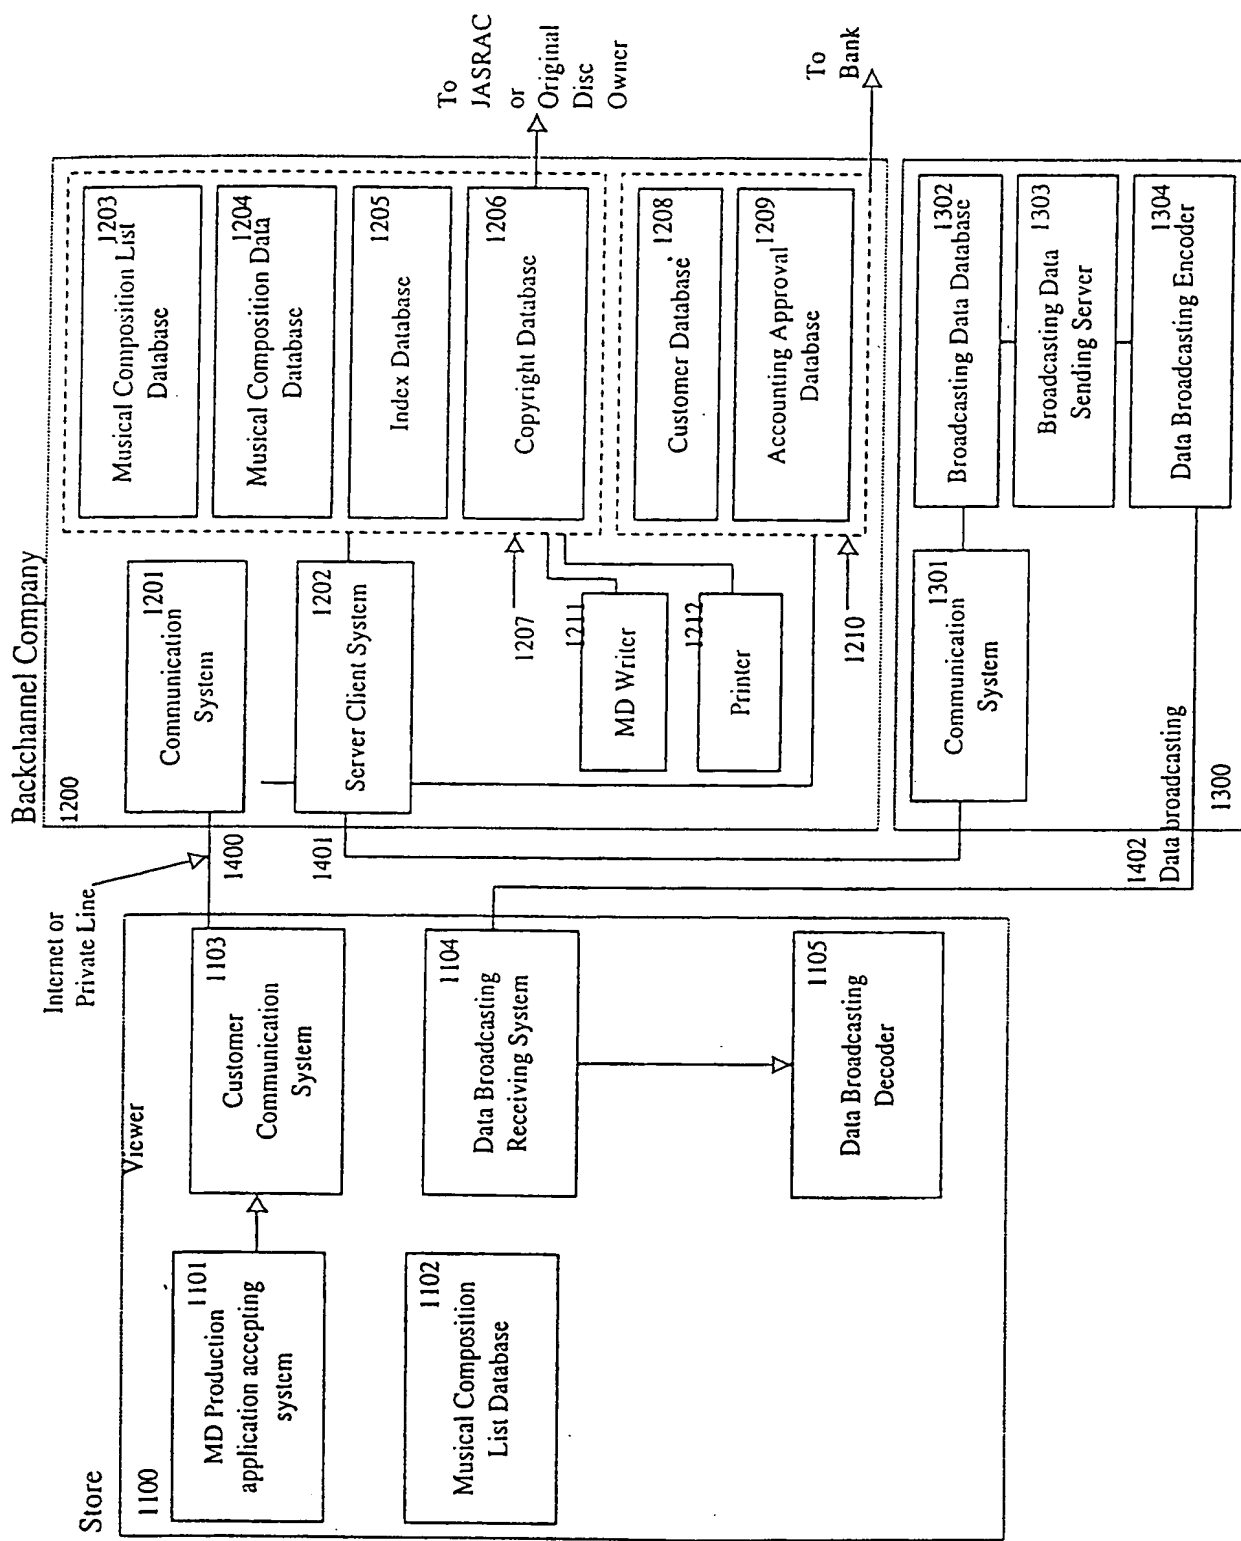 Store
1100
Viewer
1101
MD Production
application accepting
system
1102
Musical Composition
List Database
1103
Customer
Communication
System
1104
Data Broadcasting
Receiving System
1105
Data Broadcasting
Decoder
Internet or
Private Line
1400
1401
1402
Data broadcasting
Backchannel Company
1200
1201
Communication
System
1202
Server Client System
1203
Musical Composition List
Database
1204
Musical Composition Data
Database
1205
Index Database
1206
Copyright Database
1207
1208
Customer Database
1209
Accounting Approval
Database
1210
1211
MD Writer
1212
Printer
To
JASRAC
or
Original
Disc
Owner
To
Bank
1300
1301
Communication
System
1302
Broadcasting Data Database
1303
Broadcasting Data
Sending Server
1304
Data Broadcasting Encoder